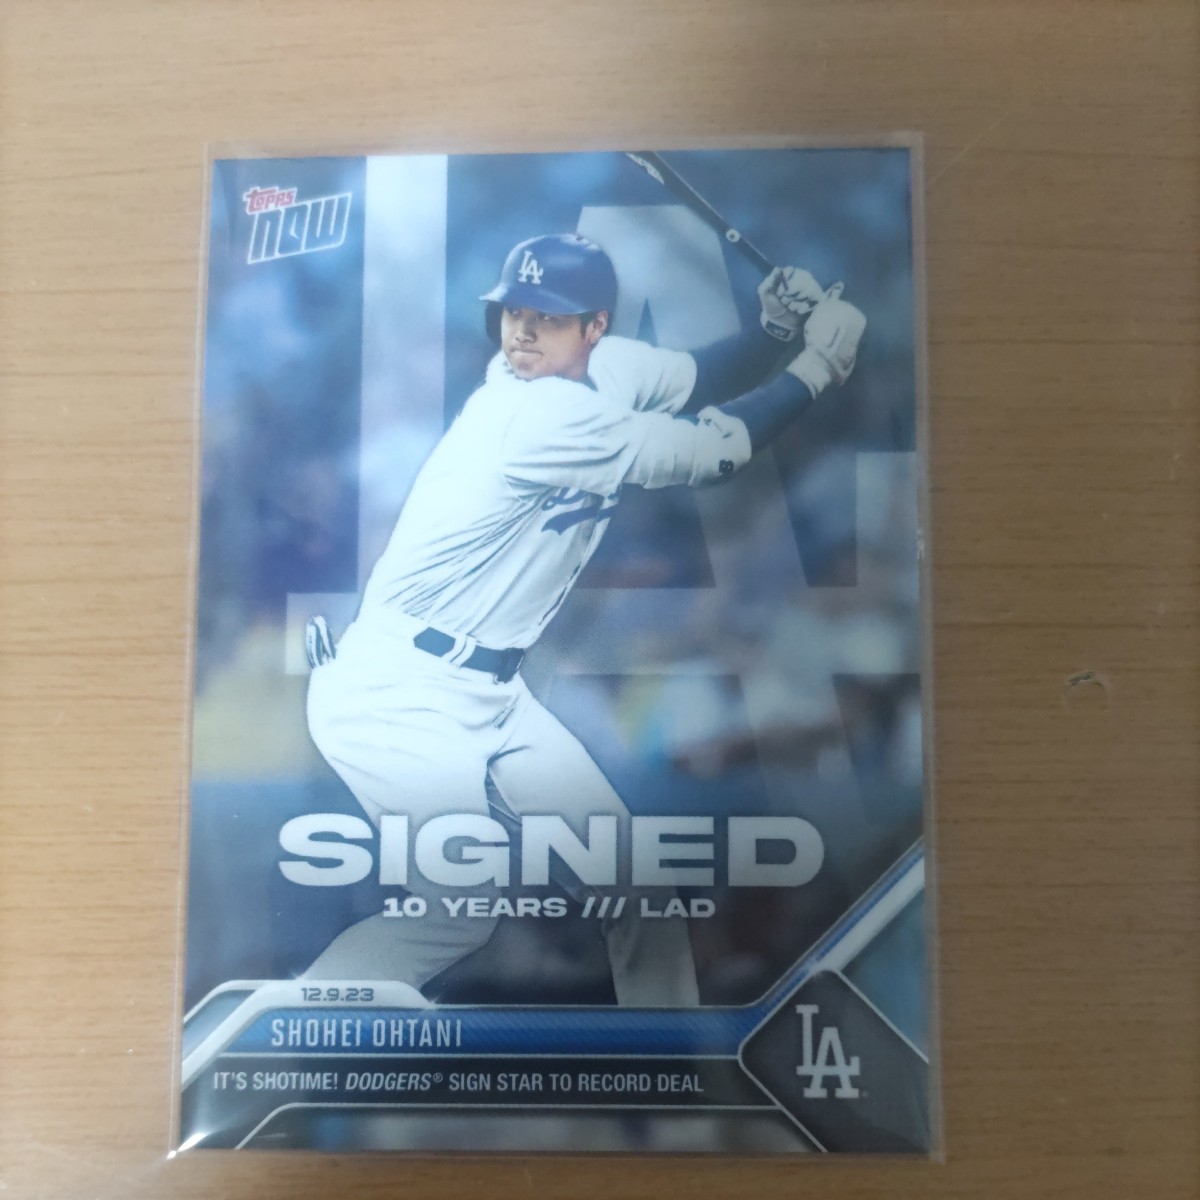 TOPPS
NOW
LA
SIGNED
10 YEARS /// LAD
12.9.23
SHOHEI OHTANI
IT'S SHOTIME! DODGERS® SIGN STAR TO RECORD DEAL
LA